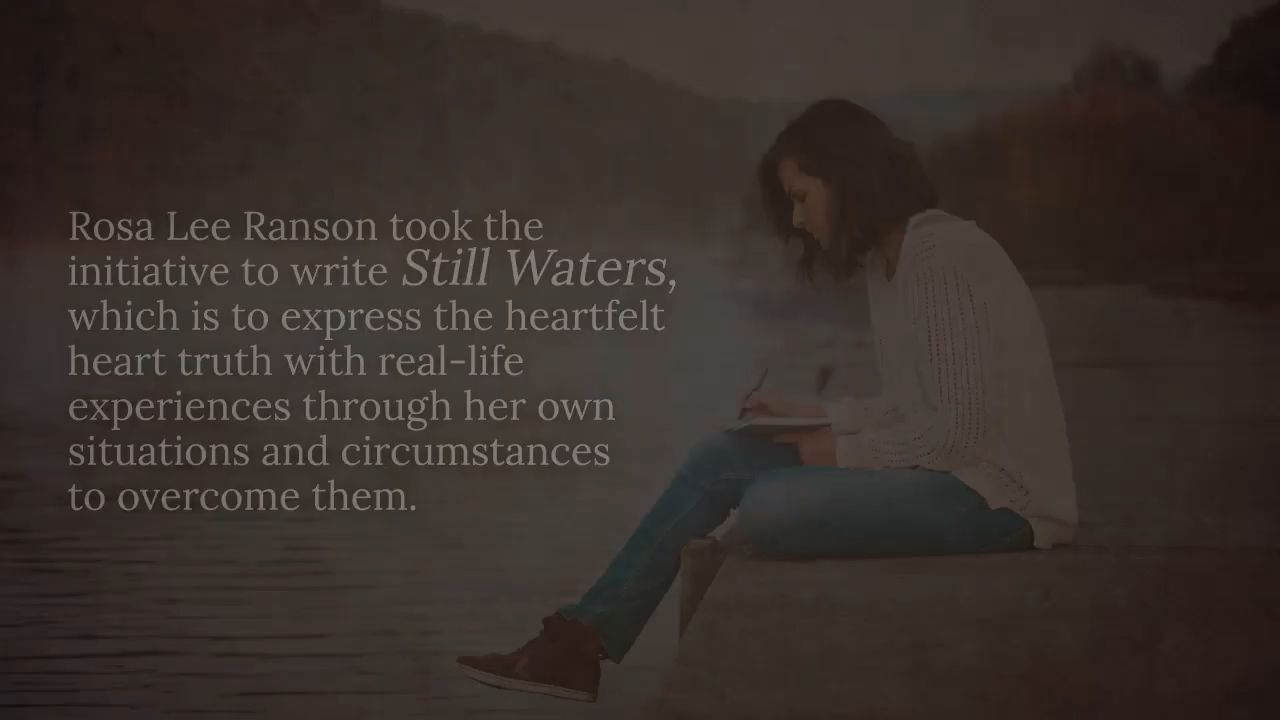 Rosa Lee Ranson took the
initiative to write Still Waters,
which is to express the heartfelt
heart truth with real-life
experiences through her own
situations and circumstances
to overcome them.